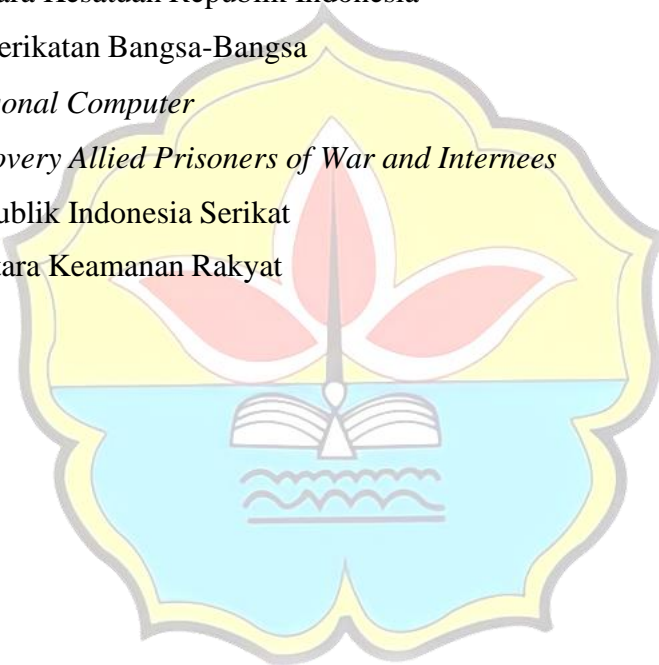 ara Kesatuan Republik Indonesia
erikatan Bangsa-Bangsa
onal Computer
overy Allied Prisoners of War and Internees
ublik Indonesia Serikat
tara Keamanan Rakyat